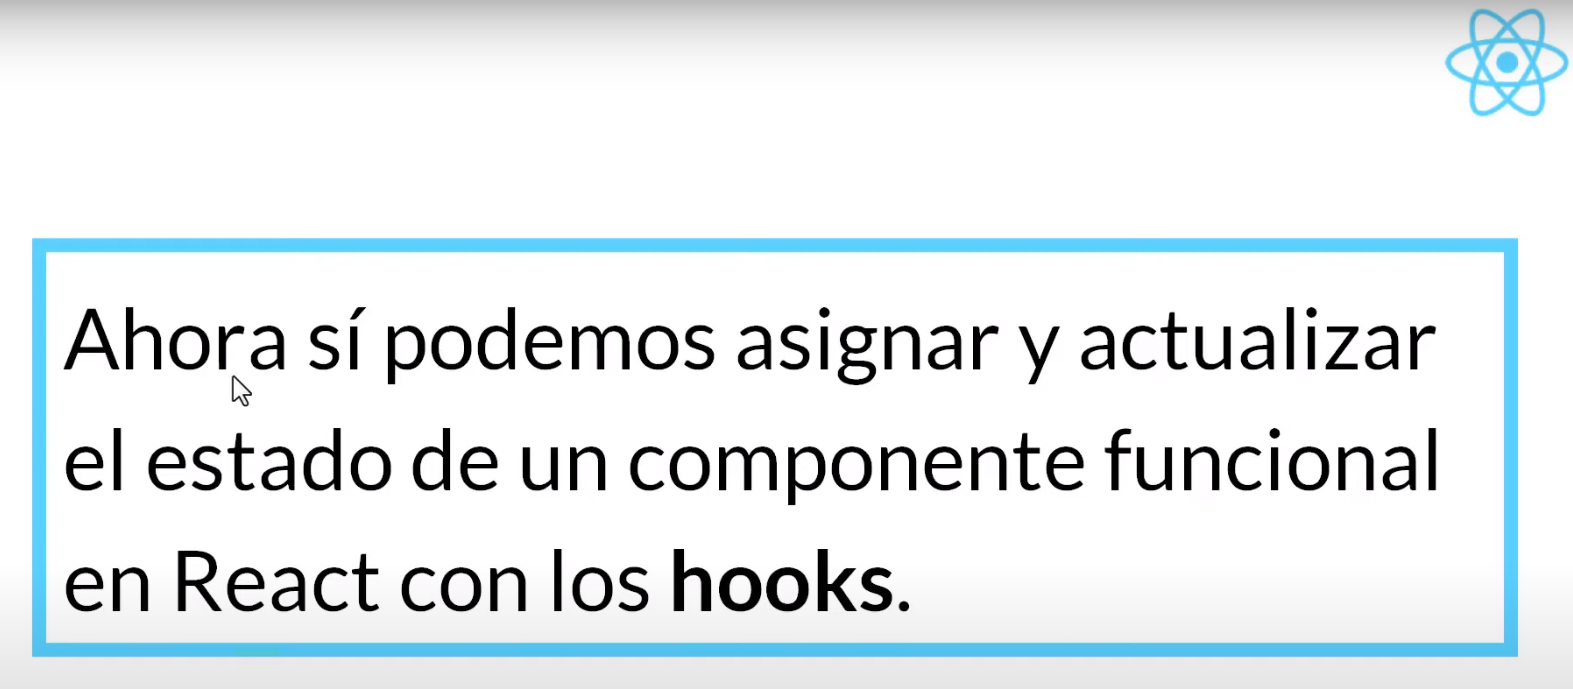 Ahora sí podemos asignar y actualizar
el estado de un componente funcional
en React con los hooks.